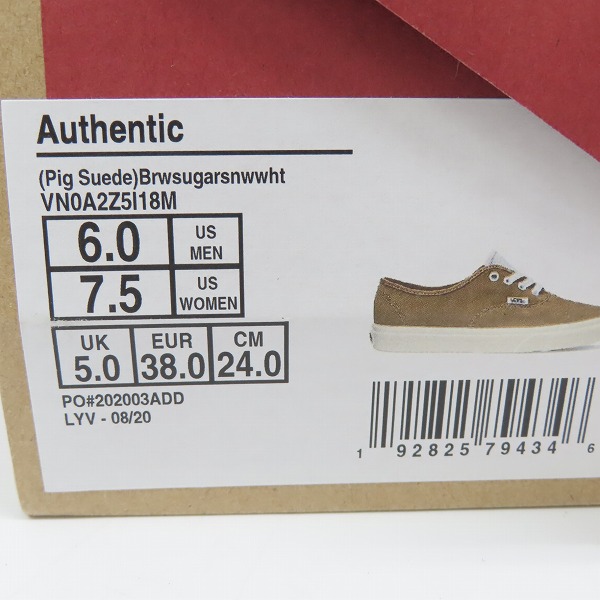 Authentic
(Pig Suede)Brwsugarsnwwht
VN0A2Z5I18M
6.0 US MEN
7.5 US WOMEN
UK EUR CM
5.0 38.0 24.0
PO#202003ADD
LYV - 08/20
1 92825 79434 6